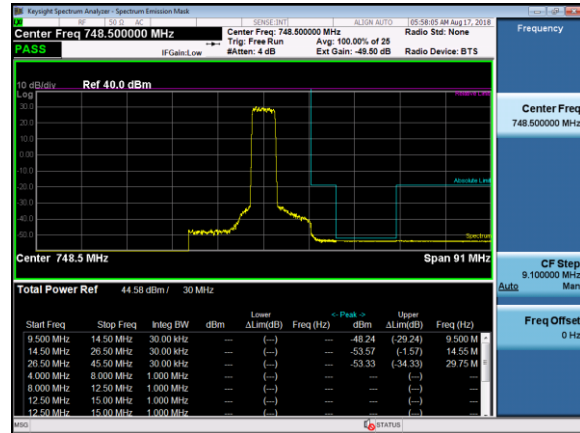 Keysight Spectrum Analyzer - Spectrum Emission Mask
RF 50 Ω AC SENSE:INT ALIGN AUTO 05:58:05 AM Aug 17, 2018
Center Freq 748.500000 MHz Center Freq: 748.500000 MHz Radio Std: None
Trig: Free Run Avg: 100.00% of 25
PASS IFGain:Low #Atten: 4 dB Ext Gain: -49.50 dB Radio Device: BTS
10 dB/div Ref 40.0 dBm
Log
30.0
20.0
10.0
0.00
-10.0
Absolute Limit
-20.0
-30.0
-40.0
-50.0
Spectrum
Center 748.5 MHz Span 91 MHz
Total Power Ref 44.58 dBm / 30 MHz
Lower <- Peak -> Upper
Start Freq Stop Freq Integ BW dBm ΔLim(dB) Freq (Hz) dBm ΔLim(dB) Freq (Hz)
9.500 MHz 14.50 MHz 30.00 kHz --- (---) --- -48.24 (-29.24) 9.500 M
14.50 MHz 26.50 MHz 30.00 kHz --- (---) --- -53.57 (-1.57) 14.55 M
26.50 MHz 45.50 MHz 30.00 kHz --- (---) --- -53.33 (-34.33) 29.75 M
4.000 MHz 8.000 MHz 1.000 MHz --- (---) --- --- (---) ---
8.000 MHz 12.50 MHz 1.000 MHz --- (---) --- --- (---) ---
12.50 MHz 15.00 MHz 1.000 MHz --- (---) --- --- (---) ---
12.50 MHz 15.00 MHz 1.000 MHz --- (---) --- --- (---) ---
MSG STATUS
Frequency
Center Freq
748.500000 MHz
CF Step
9.100000 MHz
Auto Man
Freq Offset
0 Hz